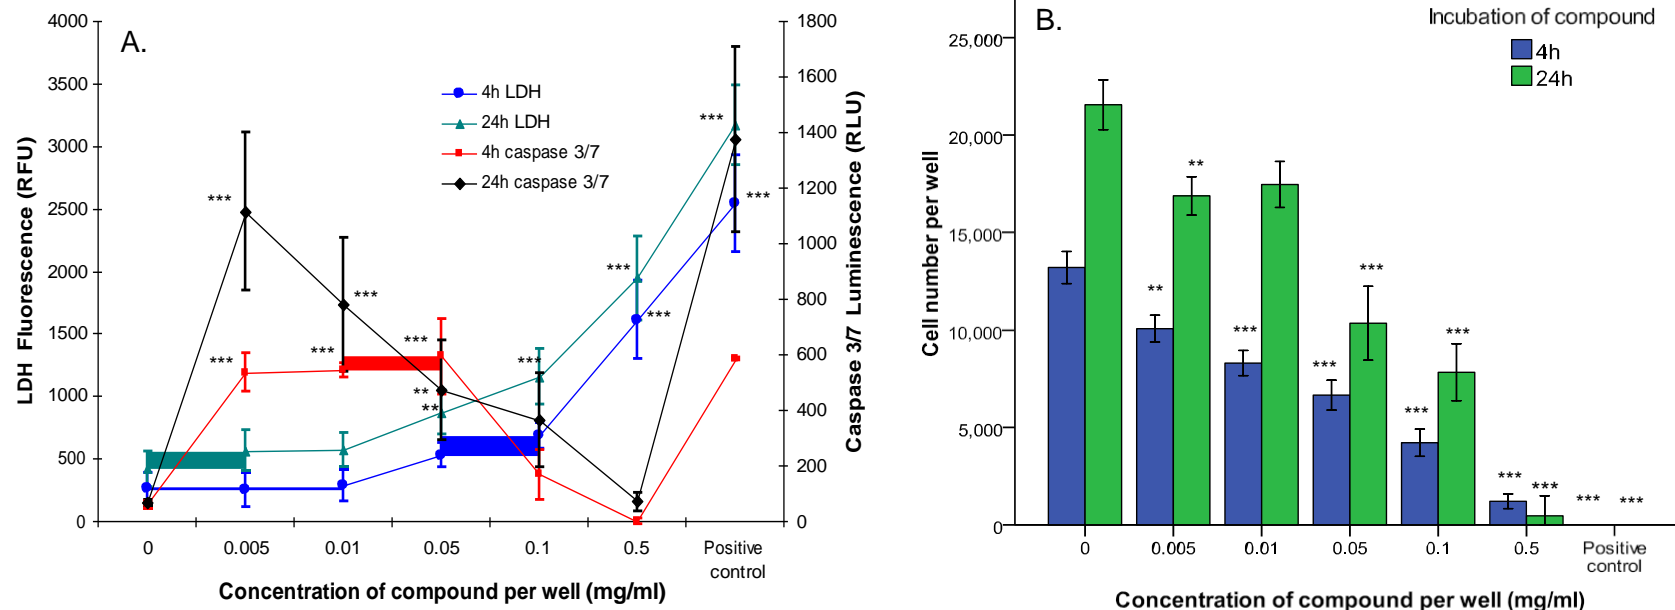 A.
4000
3500
3000
2500
2000
1500
1000
500
0
LDH Fluorescence (RFU)
1800
1600
1400
1200
1000
800
600
400
200
0
Caspase 3/7 Luminescence (RLU)
4h LDH
24h LDH
4h caspase 3/7
24h caspase 3/7
***
***
***
***
***
***
***
***
***
***
**
**
0 0.005 0.01 0.05 0.1 0.5 Positive
control
Concentration of compound per well (mg/ml)
B.
Incubation of compound
4h
24h
25,000
20,000
15,000
10,000
5,000
0
Cell number per well
**
**
***
***
***
***
***
***
***
***
***
0 0.005 0.01 0.05 0.1 0.5 Positive
control
Concentration of compound per well (mg/ml)